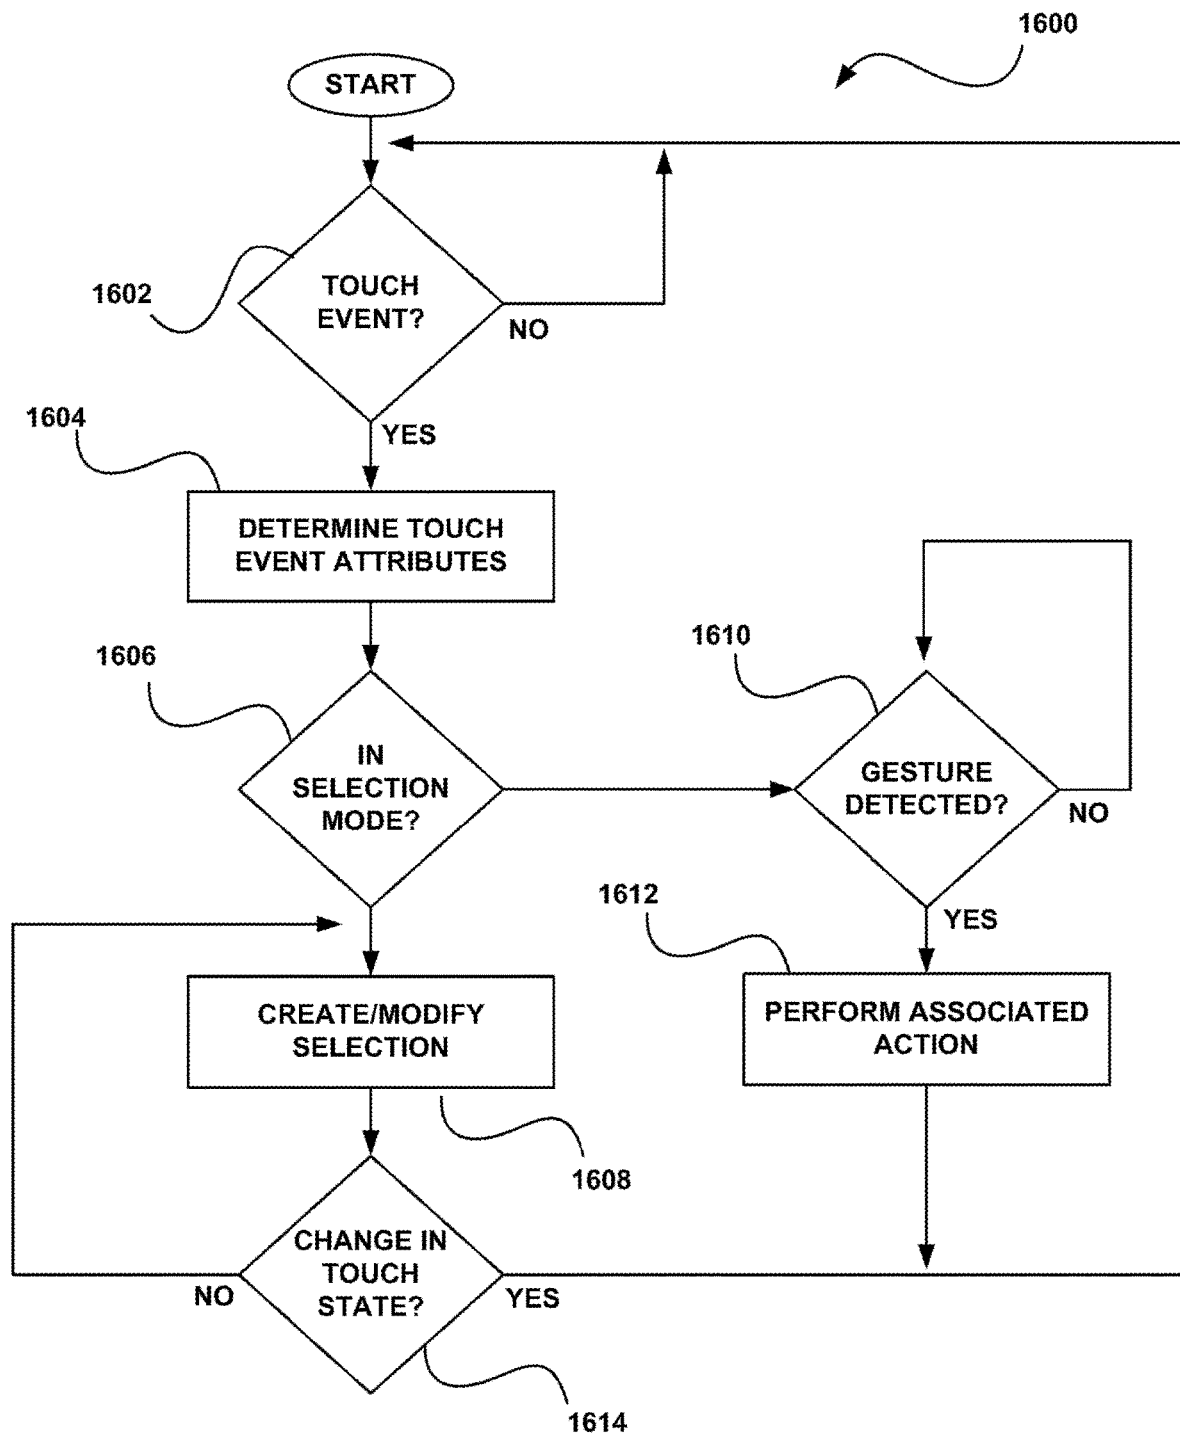 1600
START
1602
TOUCH
EVENT?
NO
YES
1604
DETERMINE TOUCH
EVENT ATTRIBUTES
1606
IN
SELECTION
MODE?
1610
GESTURE
DETECTED?
NO
YES
1612
PERFORM ASSOCIATED
ACTION
CREATE/MODIFY
SELECTION
1608
CHANGE IN
TOUCH
STATE?
NO
YES
1614